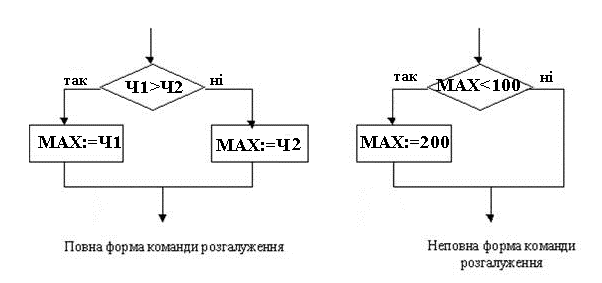 Ч1>Ч2
так
ні
MAX:=Ч1
MAX:=Ч2
Повна форма команди розгалуження
MAX<100
так
ні
MAX:=200
Неповна форма команди
розгалуження